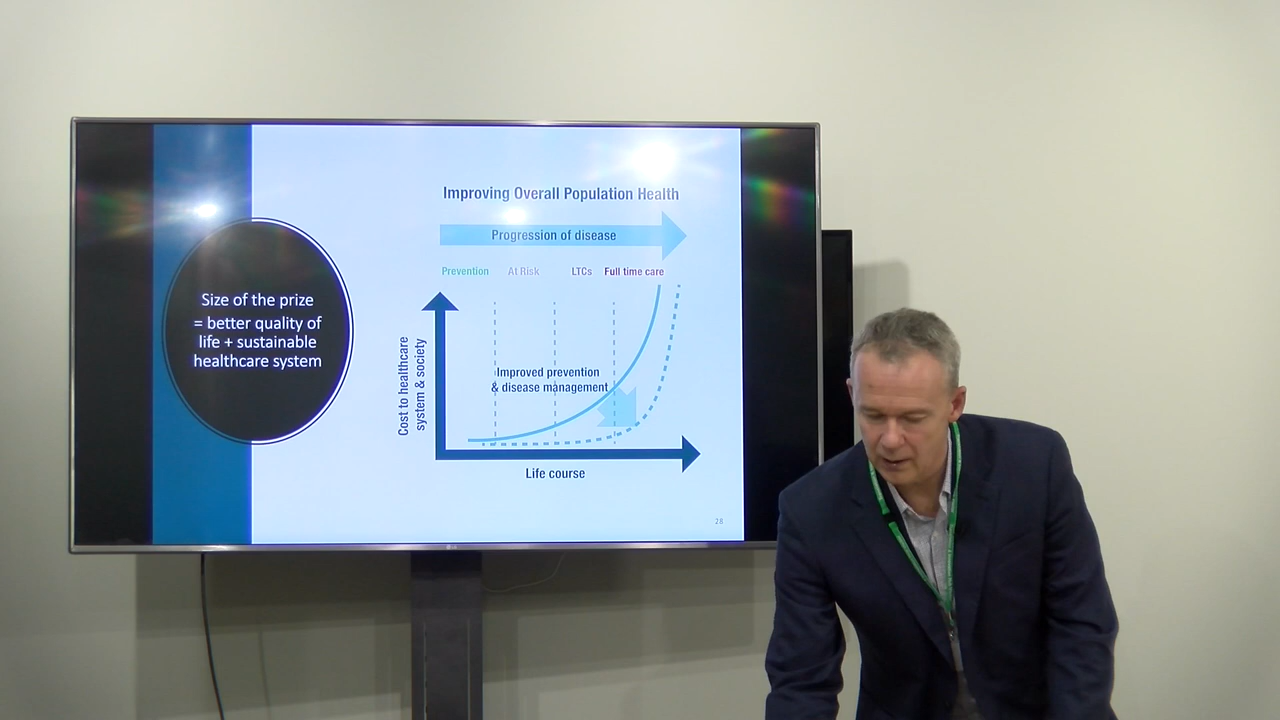 Improving Overall Population Health
Progression of disease
Prevention At Risk LTCs Full time care
Size of the prize
= better quality of
life + sustainable
healthcare system
Cost to healthcare
system & society
Improved prevention
& disease management
Life course
28